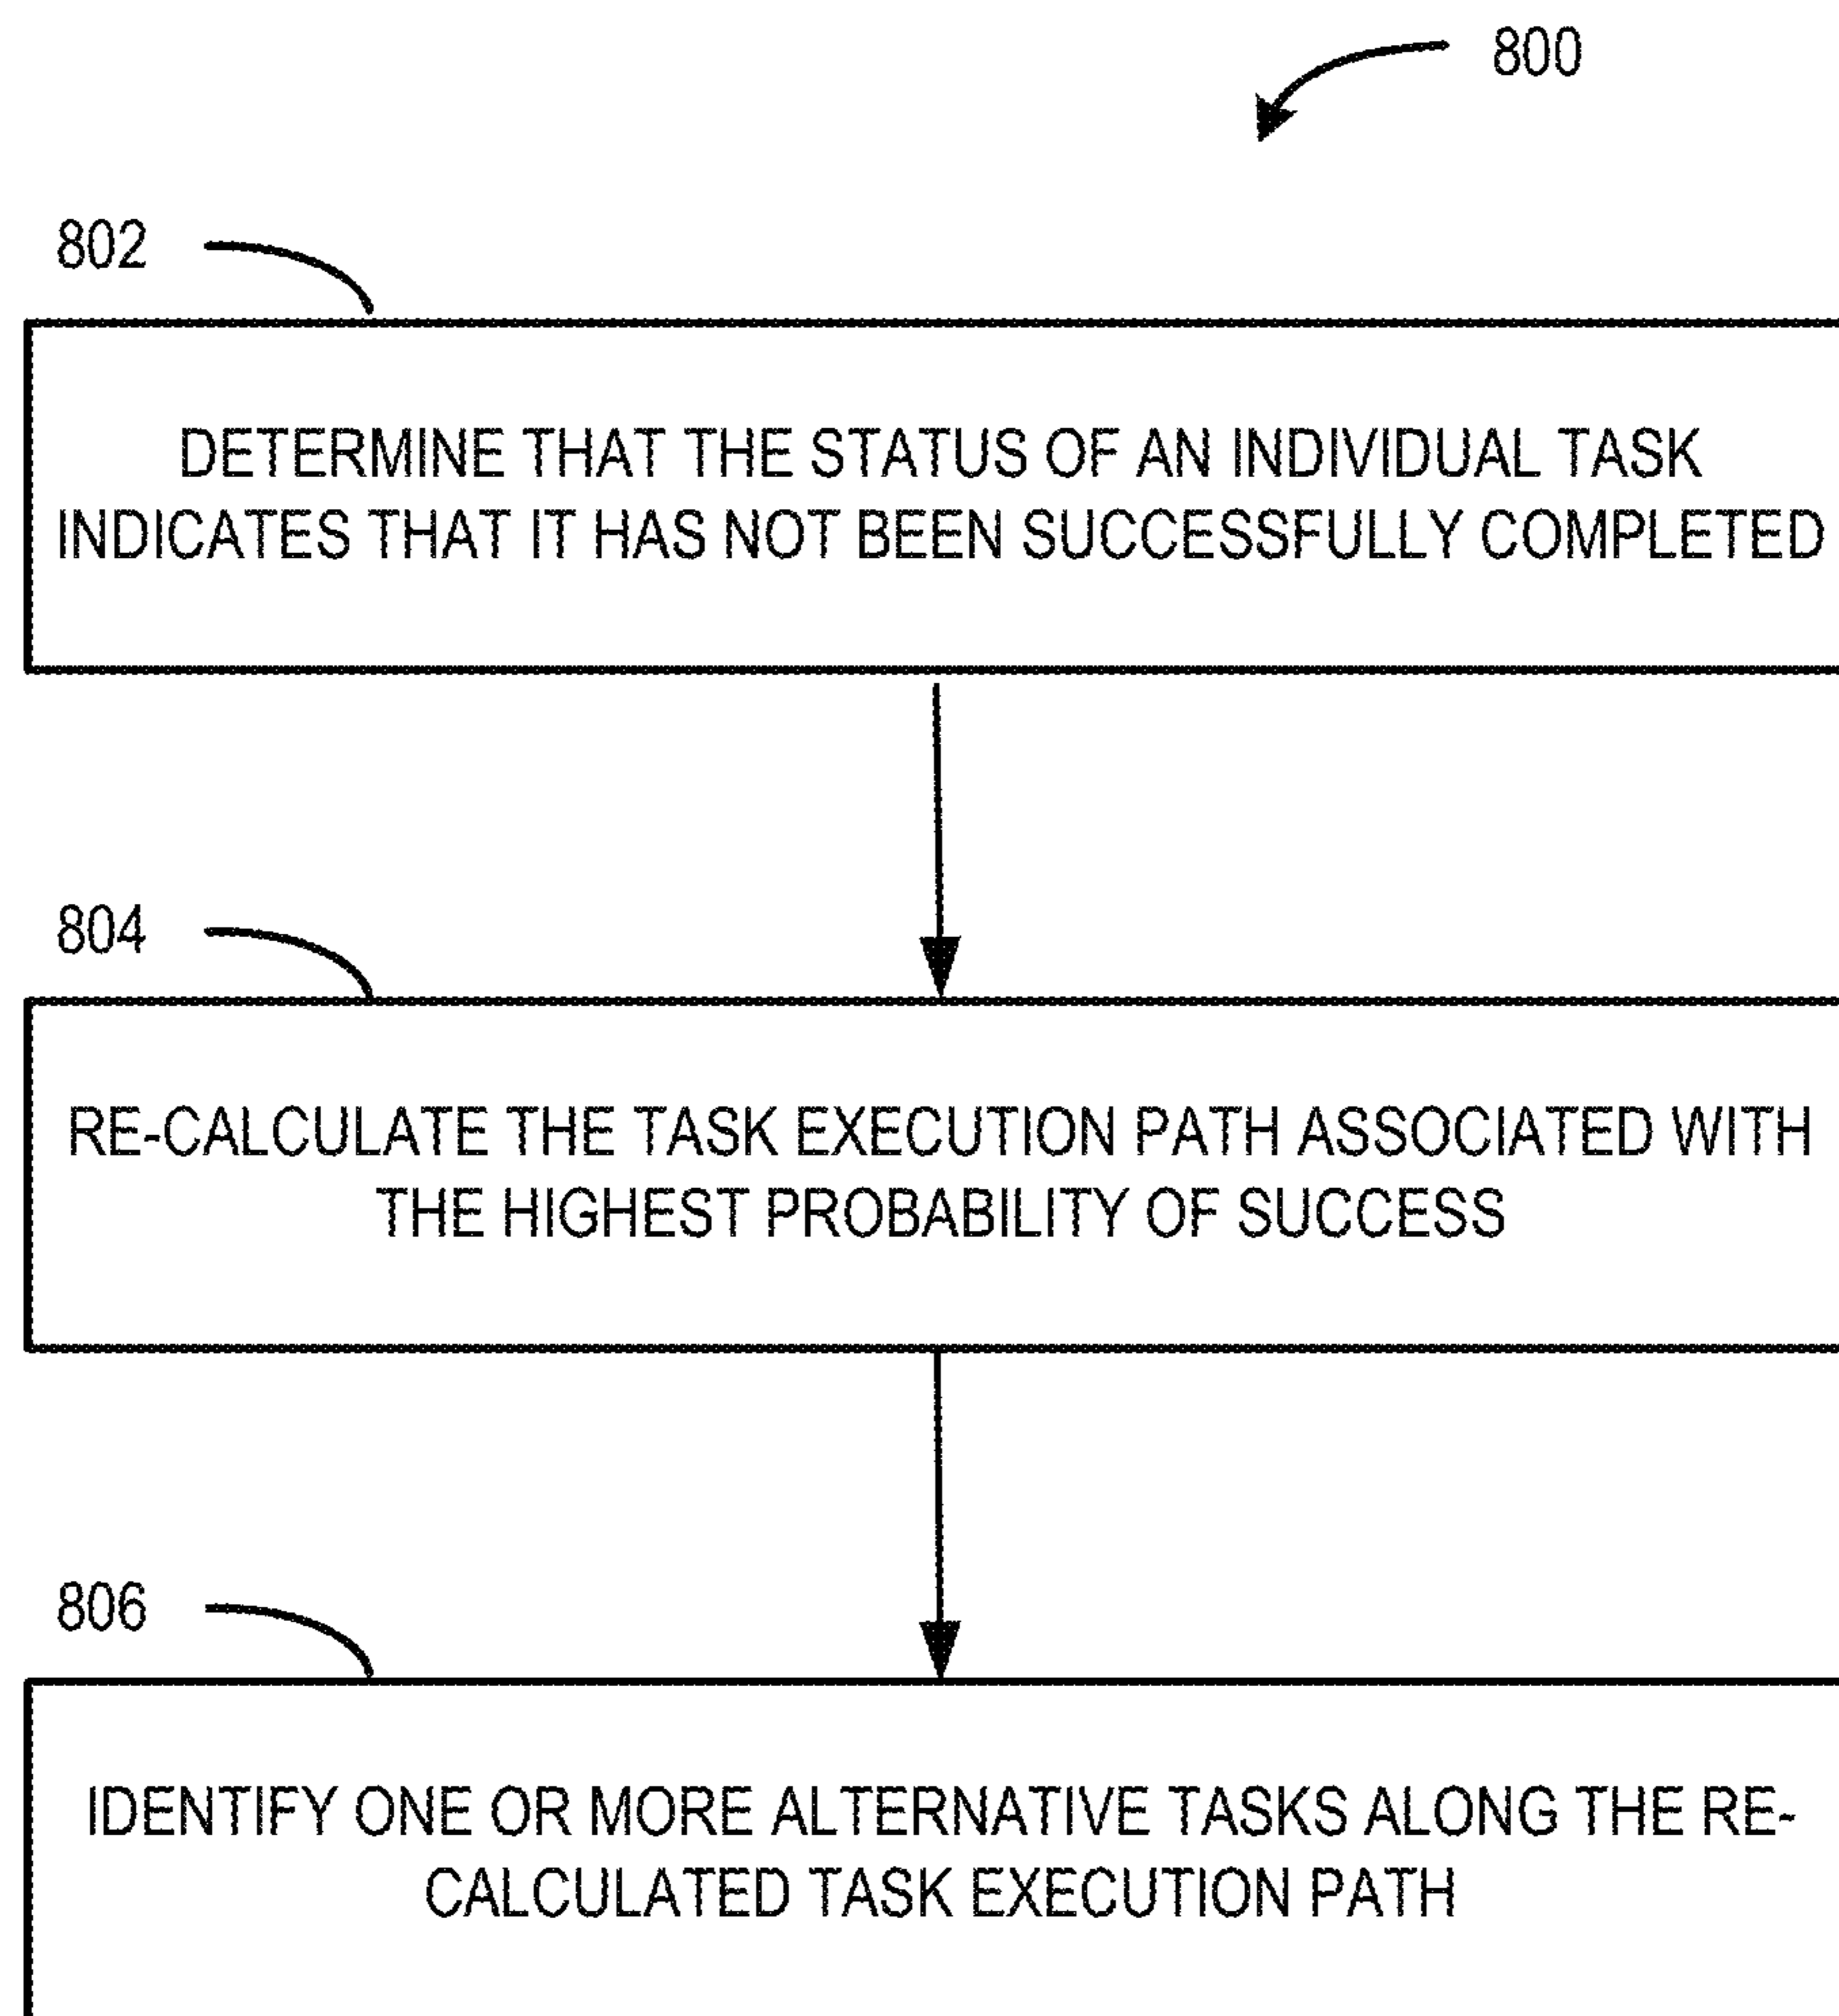 800
802
DETERMINE THAT THE STATUS OF AN INDIVIDUAL TASK
INDICATES THAT IT HAS NOT BEEN SUCCESSFULLY COMPLETED
804
RE-CALCULATE THE TASK EXECUTION PATH ASSOCIATED WITH
THE HIGHEST PROBABILITY OF SUCCESS
806
IDENTIFY ONE OR MORE ALTERNATIVE TASKS ALONG THE RE-
CALCULATED TASK EXECUTION PATH